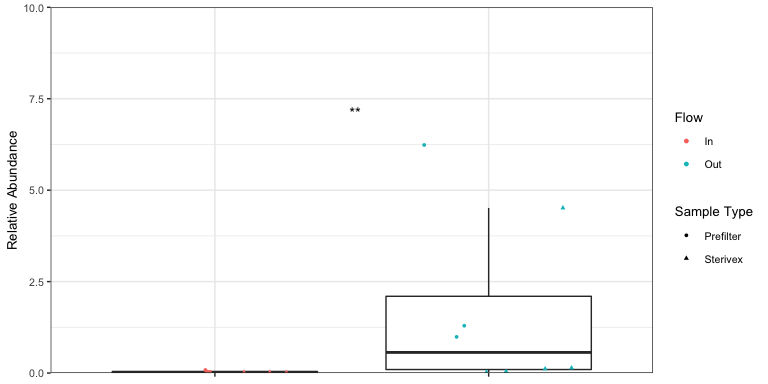 10.0
7.5
5.0
2.5
0.0
Relative Abundance
**
Flow
In
Out
Sample Type
Prefilter
Sterivex